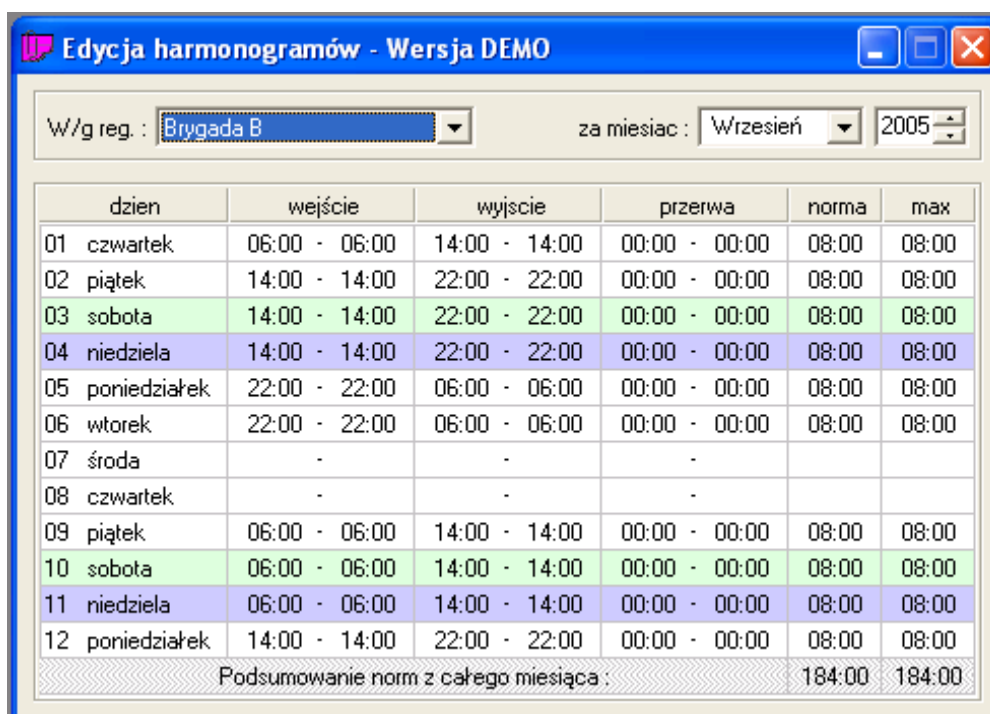 Edycja harmonogramów - Wersja DEMO
W/g reg. : Brygada B za miesiac : Wrzesień 2005
dzien wejście wyjscie przerwa norma max
01 czwartek 06:00 - 06:00 14:00 - 14:00 00:00 - 00:00 08:00 08:00
02 piątek 14:00 - 14:00 22:00 - 22:00 00:00 - 00:00 08:00 08:00
03 sobota 14:00 - 14:00 22:00 - 22:00 00:00 - 00:00 08:00 08:00
04 niedziela 14:00 - 14:00 22:00 - 22:00 00:00 - 00:00 08:00 08:00
05 poniedziałek 22:00 - 22:00 06:00 - 06:00 00:00 - 00:00 08:00 08:00
06 wtorek 22:00 - 22:00 06:00 - 06:00 00:00 - 00:00 08:00 08:00
07 środa - - -
08 czwartek - - -
09 piątek 06:00 - 06:00 14:00 - 14:00 00:00 - 00:00 08:00 08:00
10 sobota 06:00 - 06:00 14:00 - 14:00 00:00 - 00:00 08:00 08:00
11 niedziela 06:00 - 06:00 14:00 - 14:00 00:00 - 00:00 08:00 08:00
12 poniedziałek 14:00 - 14:00 22:00 - 22:00 00:00 - 00:00 08:00 08:00
Podsumowanie norm z całego miesiąca : 184:00 184:00